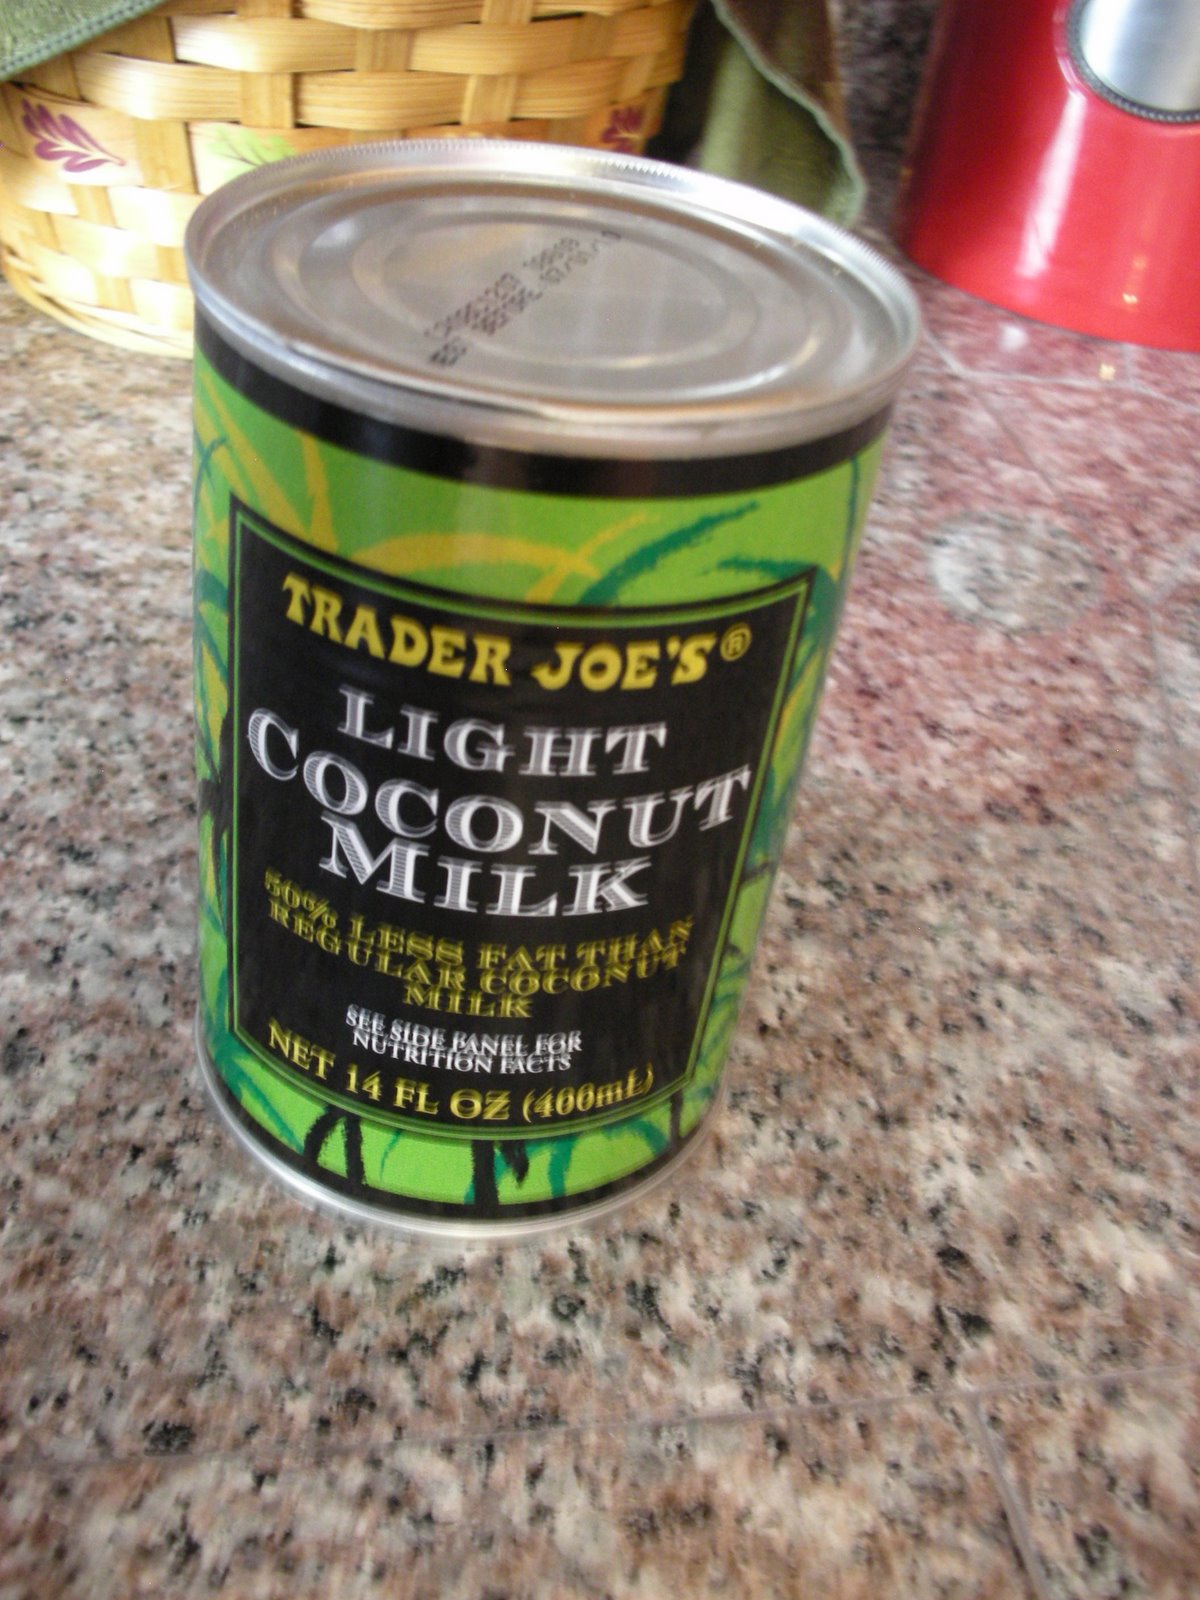 TRADER JOE'S®
LIGHT
COCONUT
MILK
60% LESS FAT THAN
REGULAR COCONUT
MILK
SEE SIDE PANEL FOR
NUTRITION FACTS
NET 14 FL OZ (400mL)